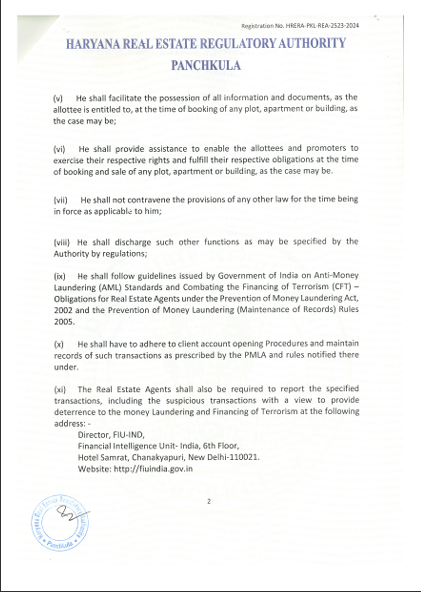 Registration No. HRERA-PKL-REA-2523-2024
HARYANA REAL ESTATE REGULATORY AUTHORITY
PANCHKULA
(v) He shall facilitate the possession of all information and documents, as the
allottee is entitled to, at the time of booking of any plot, apartment or building, as
the case may be;
(vi) He shall provide assistance to enable the allottees and promoters to
exercise their respective rights and fulfill their respective obligations at the time
of booking and sale of any plot, apartment or building, as the case may be.
(vii) He shall not contravene the provisions of any other law for the time being
in force as applicable to him;
(viii) He shall discharge such other functions as may be specified by the
Authority by regulations;
(ix) He shall follow guidelines issued by Government of India on Anti-Money
Laundering (AML) Standards and Combating the Financing of Terrorism (CFT) –
Obligations for Real Estate Agents under the Prevention of Money Laundering Act,
2002 and the Prevention of Money Laundering (Maintenance of Records) Rules
2005.
(x) He shall have to adhere to client account opening Procedures and maintain
records of such transactions as prescribed by the PMLA and rules notified there
under.
(xi) The Real Estate Agents shall also be required to report the specified
transactions, including the suspicious transactions with a view to provide
deterrence to the money Laundering and Financing of Terrorism at the following
address: -
Director, FIU-IND,
Financial Intelligence Unit- India, 6th Floor,
Hotel Samrat, Chanakyapuri, New Delhi-110021.
Website: http://fiuindia.gov.in
2
Panchkula